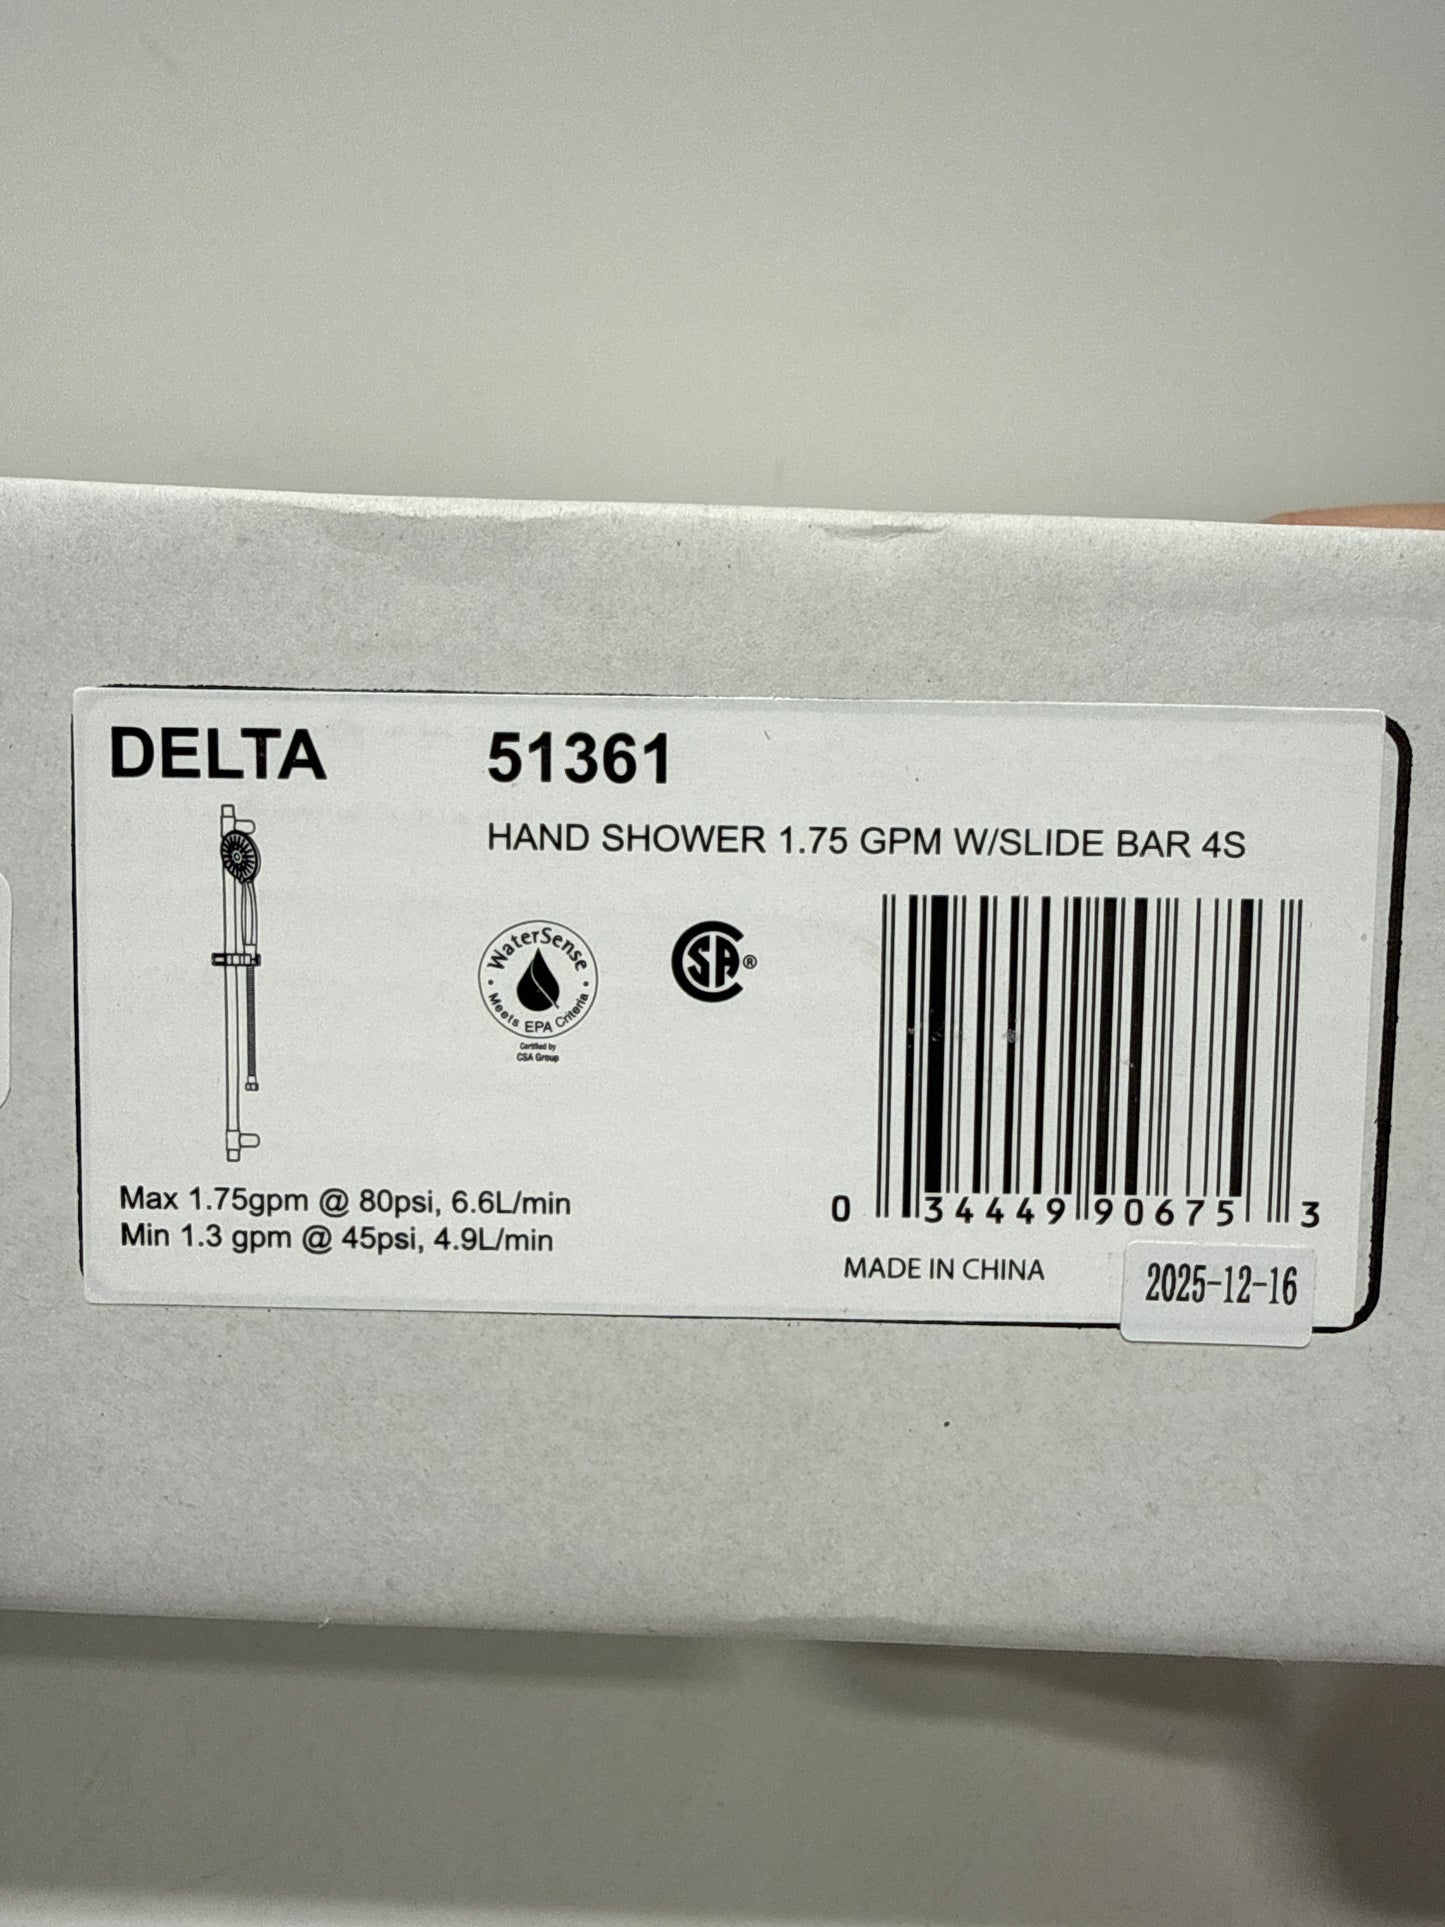 DELTA
51361
HAND SHOWER 1.75 GPM W/SLIDE BAR 4S
WaterSense
Meets EPA Criteria
Certified by
CSA Group
SA®
Max 1.75gpm @ 80psi, 6.6L/min
Min 1.3 gpm @ 45psi, 4.9L/min
0 34449 90675 3
MADE IN CHINA
2025-12-16